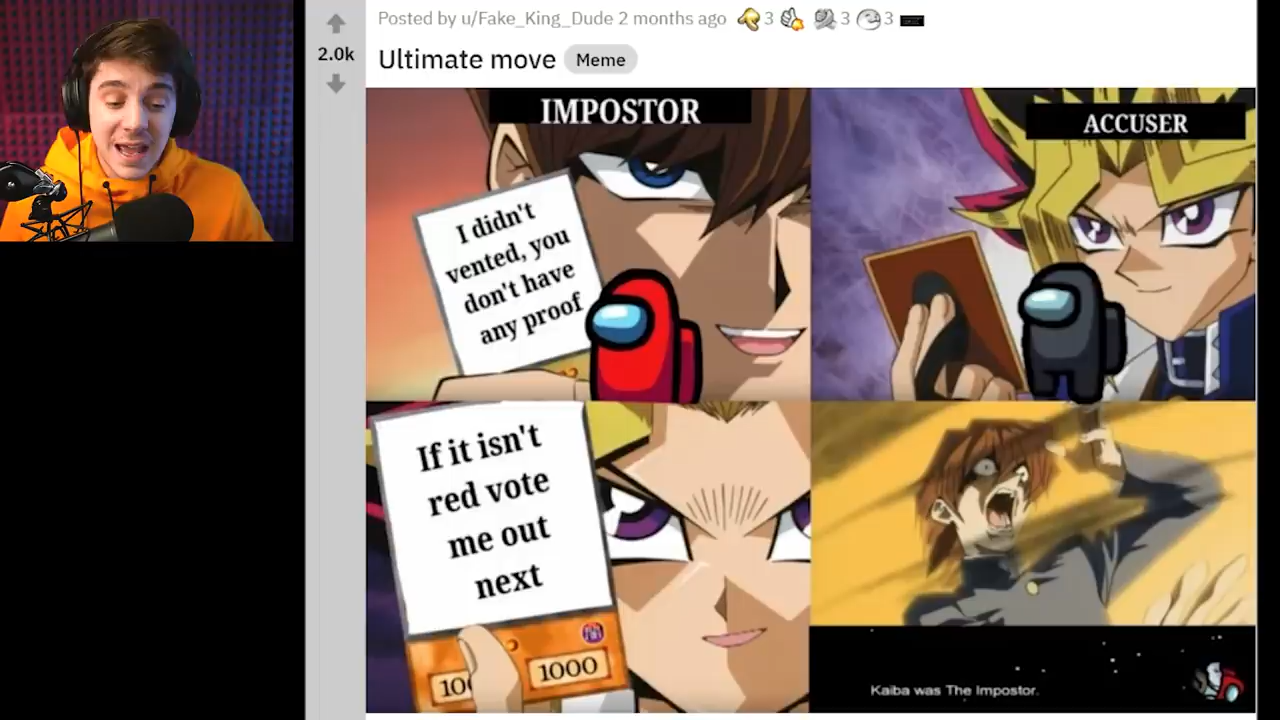 Posted by u/Fake_King_Dude 2 months ago 3 3 3
2.0k
Ultimate move Meme
IMPOSTOR
ACCUSER
I didn't
vented, you
don't have
any proof
If it isn't
red vote
me out
next
1000
Kaiba was The Impostor.